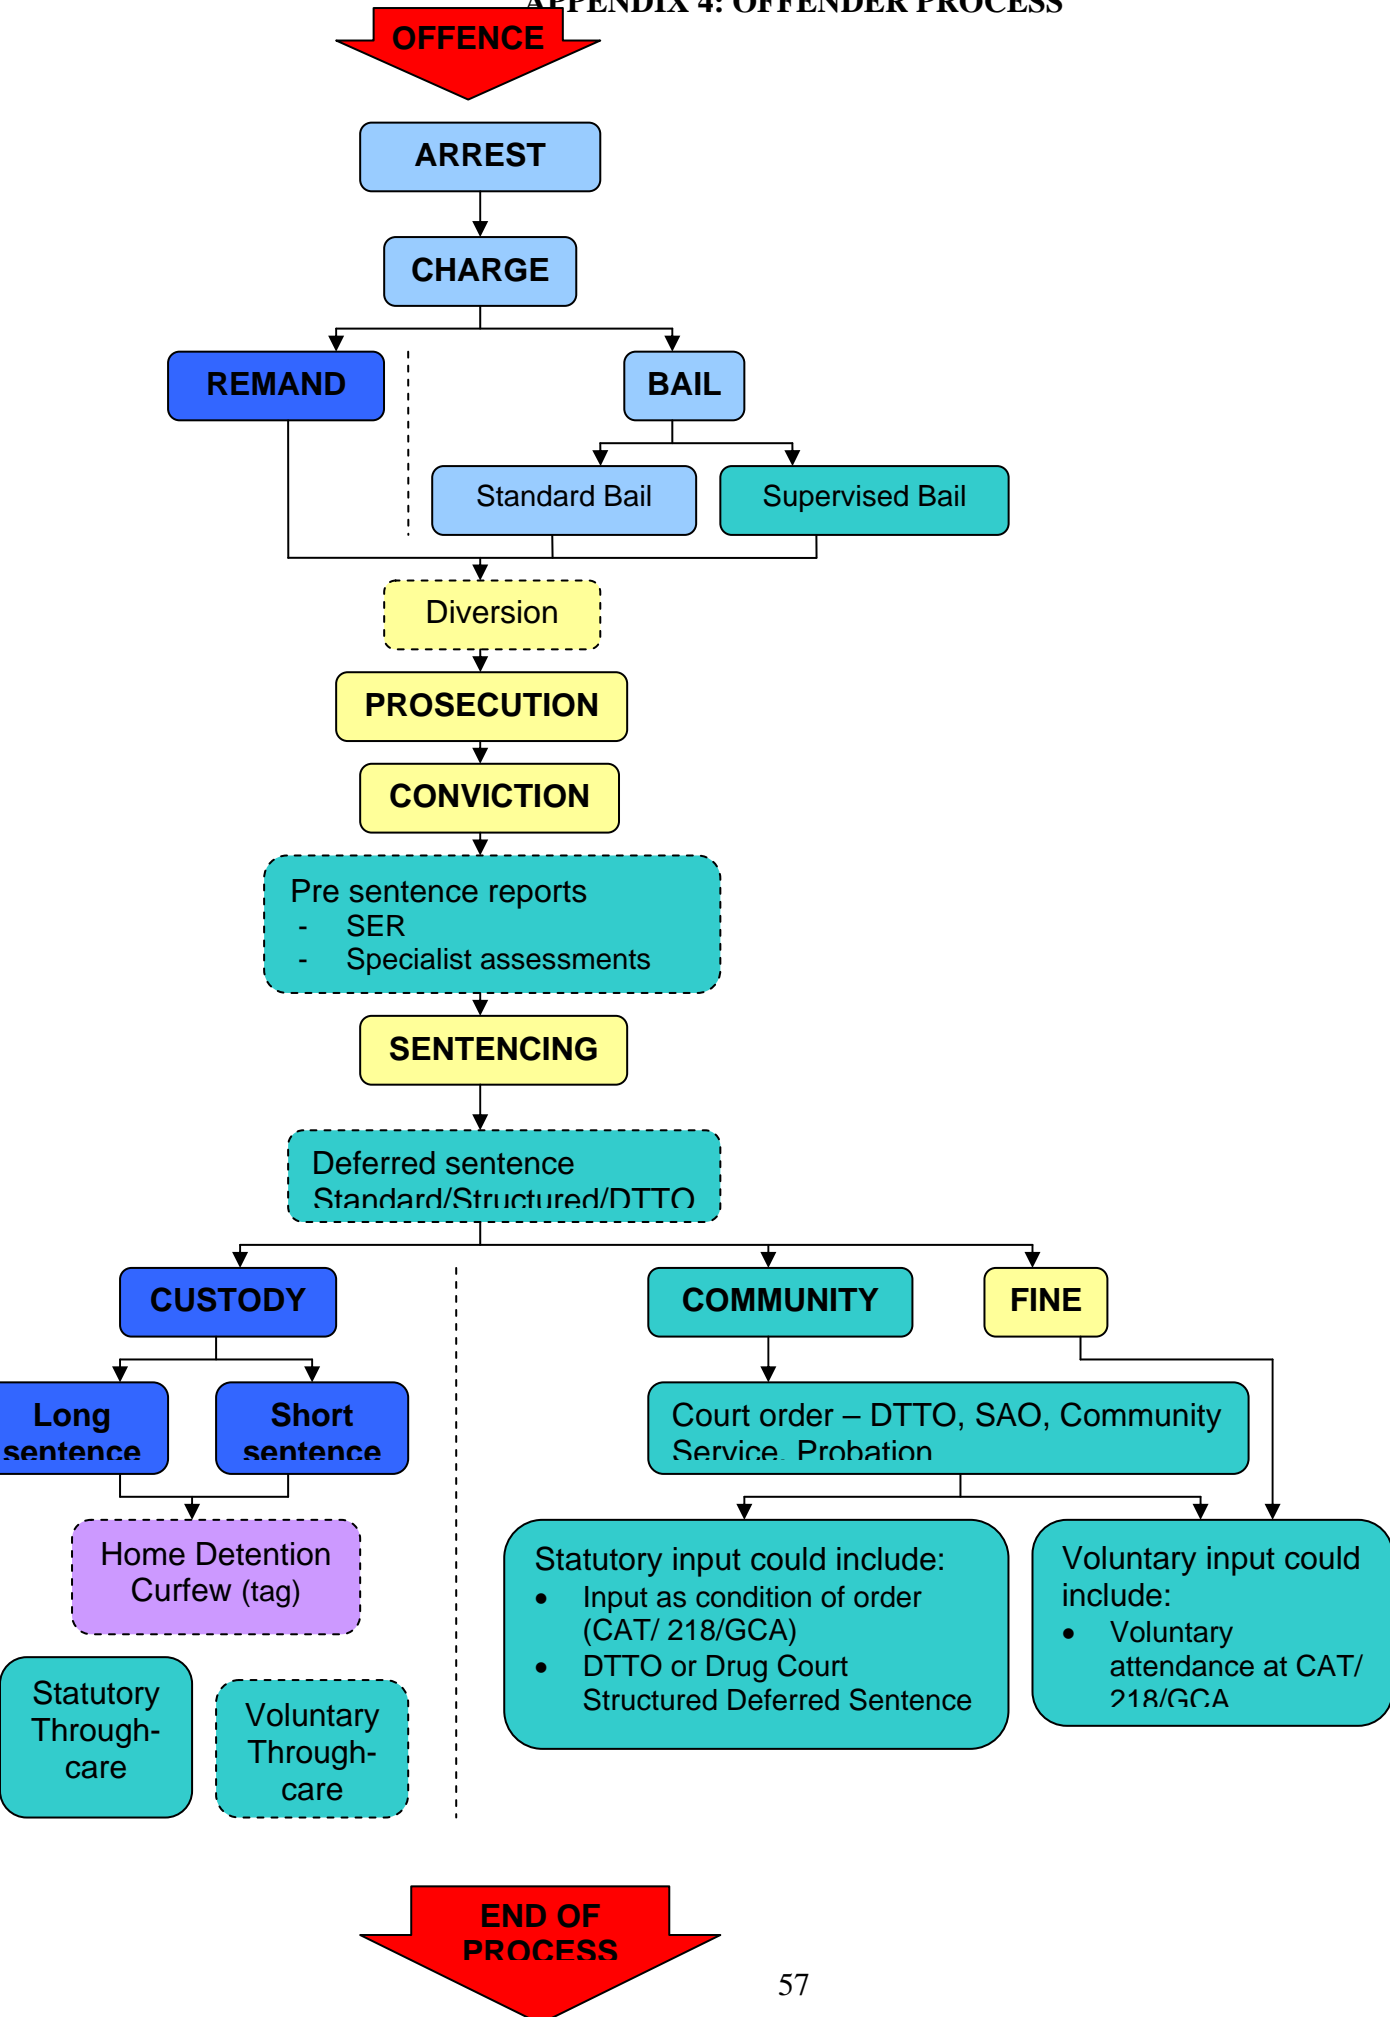 APPENDIX 4: OFFENDER PROCESS
OFFENCE
ARREST
CHARGE
REMAND
BAIL
Standard Bail
Supervised Bail
Diversion
PROSECUTION
CONVICTION
Pre sentence reports
- SER
- Specialist assessments
SENTENCING
Deferred sentence
Standard/Structured/DTTO
CUSTODY
COMMUNITY
FINE
Long
sentence
Short
sentence
Court order – DTTO, SAO, Community
Service, Probation
Home Detention
Curfew (tag)
Statutory input could include:
• Input as condition of order
(CAT/ 218/GCA)
• DTTO or Drug Court
Structured Deferred Sentence
Voluntary input could
include:
• Voluntary
attendance at CAT/
218/GCA
Statutory
Through-
care
Voluntary
Through-
care
END OF
PROCESS
57